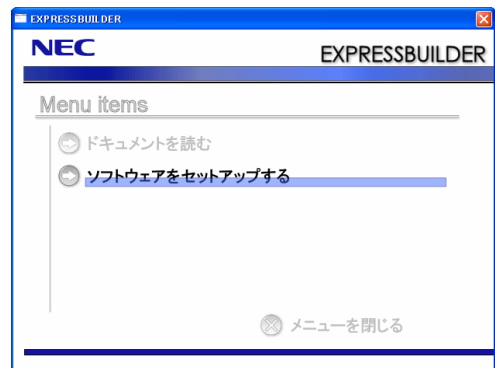 EXPRESSBUILDER
NEC
EXPRESSBUILDER
Menu items
ドキュメントを読む
ソフトウェアをセットアップする
メニューを閉じる